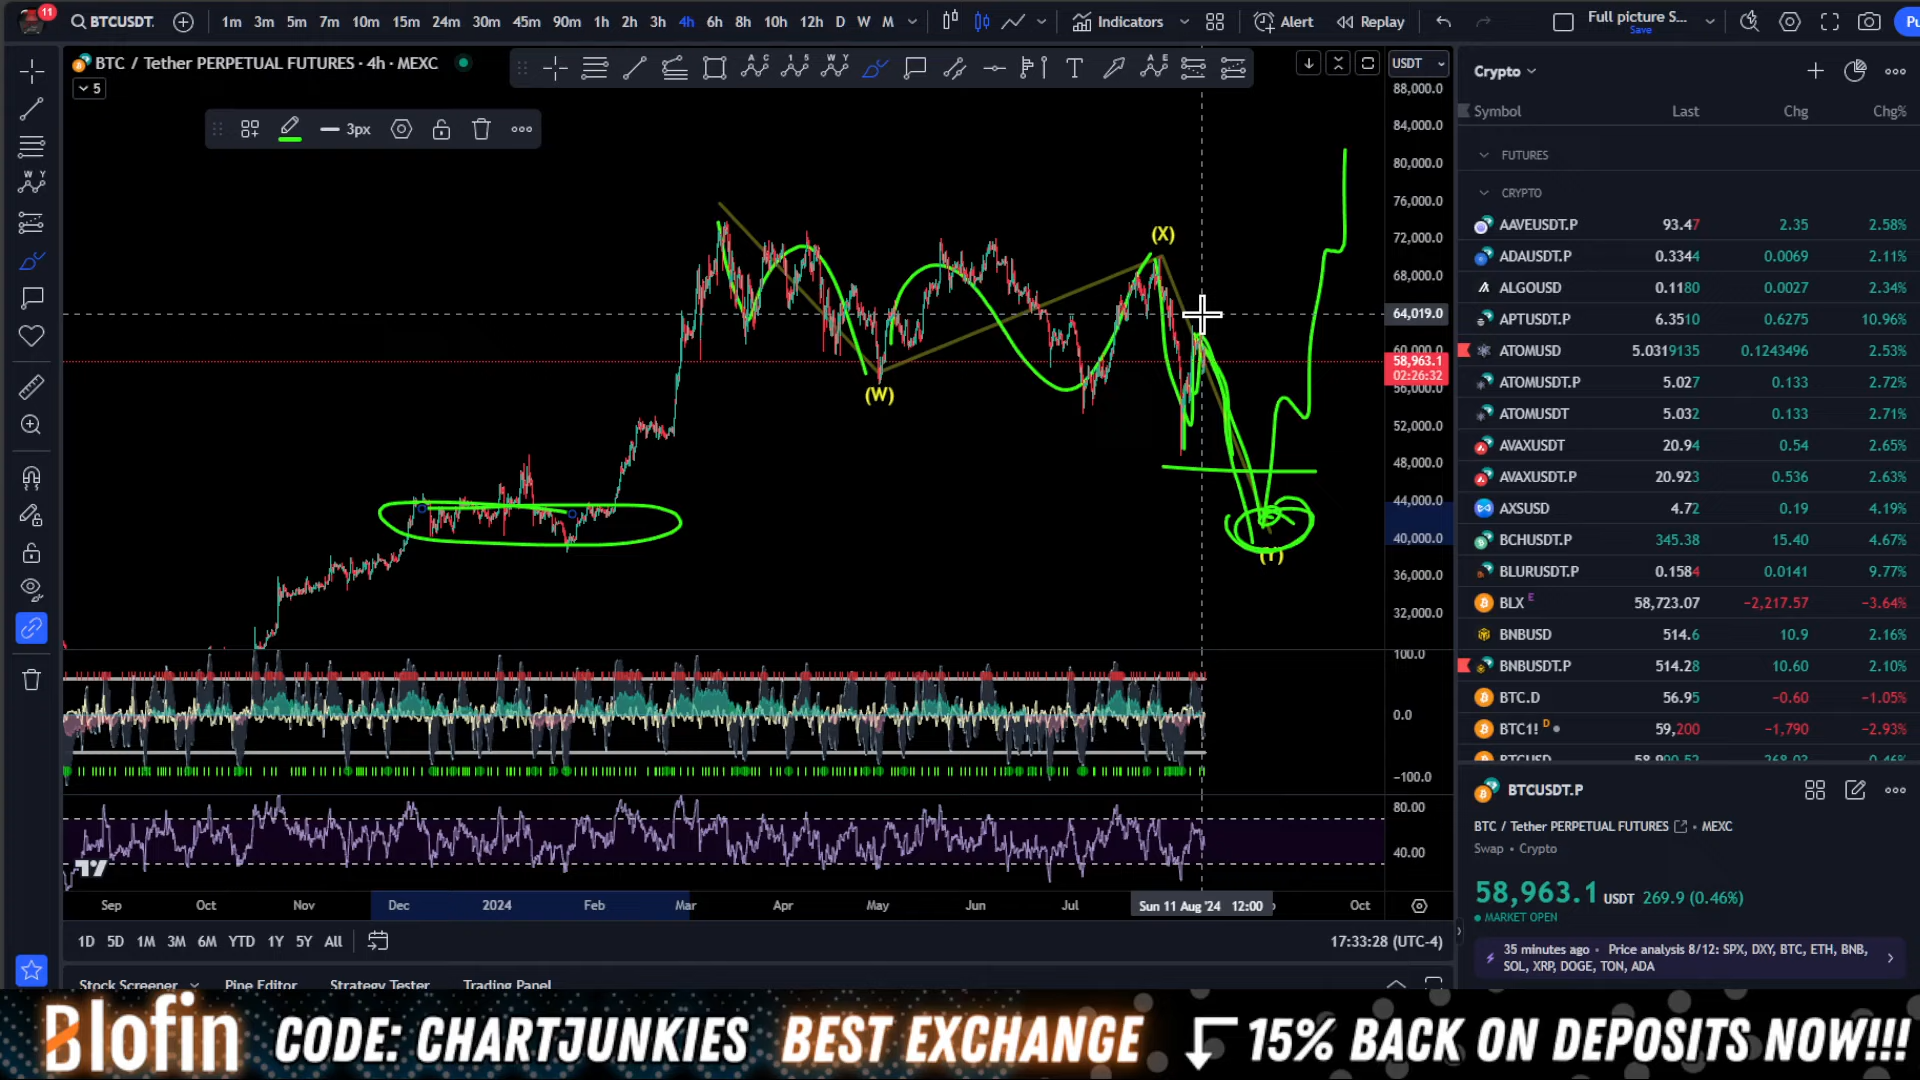 11
BTCUSDT.
1m 3m 5m 7m 10m 15m 24m 30m 45m 90m 1h 2h 3h 4h 6h 8h 10h 12h D W M
Indicators
Alert
Replay
Full picture S...
Save
BTC / Tether PERPETUAL FUTURES · 4h · MEXC
5
3px
USDT
88,000.0
84,000.0
80,000.0
76,000.0
72,000.0
68,000.0
64,019.0
60,000.0
58,963.1
02:26:32
56,000.0
52,000.0
48,000.0
44,000.0
40,000.0
36,000.0
32,000.0
(X)
(W)
(Y)
100.0
0.0
−100.0
80.00
40.00
Sep Oct Nov Dec 2024 Feb Mar Apr May Jun Jul Sun 11 Aug '24 12:00 Oct
1D 5D 1M 3M 6M YTD 1Y 5Y All
17:33:28 (UTC-4)
Stock Screener Pine Editor Strategy Tester Trading Panel
Crypto
Symbol Last Chg Chg%
FUTURES
CRYPTO
AAVEUSDT.P 93.47 2.35 2.58%
ADAUSDT.P 0.3344 0.0069 2.11%
ALGOUSD 0.1180 0.0027 2.34%
APTUSDT.P 6.3510 0.6275 10.96%
ATOMUSD 5.0319135 0.1243496 2.53%
ATOMUSDT.P 5.027 0.133 2.72%
ATOMUSDT 5.032 0.133 2.71%
AVAXUSDT 20.94 0.54 2.65%
AVAXUSDT.P 20.923 0.536 2.63%
AXSUSD 4.72 0.19 4.19%
BCHUSDT.P 345.38 15.40 4.67%
BLURUSDT.P 0.1584 0.0141 9.77%
BLX E 58,723.07 −2,217.57 −3.64%
BNBUSD 514.6 10.9 2.16%
BNBUSDT.P 514.28 10.60 2.10%
BTC.D 56.95 −0.60 −1.05%
BTC1! D 59,200 −1,790 −2.93%
BTCUSD 58,990.52 268.03 0.46%
BTCUSDT.P
BTC / Tether PERPETUAL FUTURES • MEXC
Swap • Crypto
58,963.1 USDT 269.9 (0.46%)
MARKET OPEN
35 minutes ago • Price analysis 8/12: SPX, DXY, BTC, ETH, BNB,
SOL, XRP, DOGE, TON, ADA
Blofin CODE: CHARTJUNKIES BEST EXCHANGE 15% BACK ON DEPOSITS NOW!!!